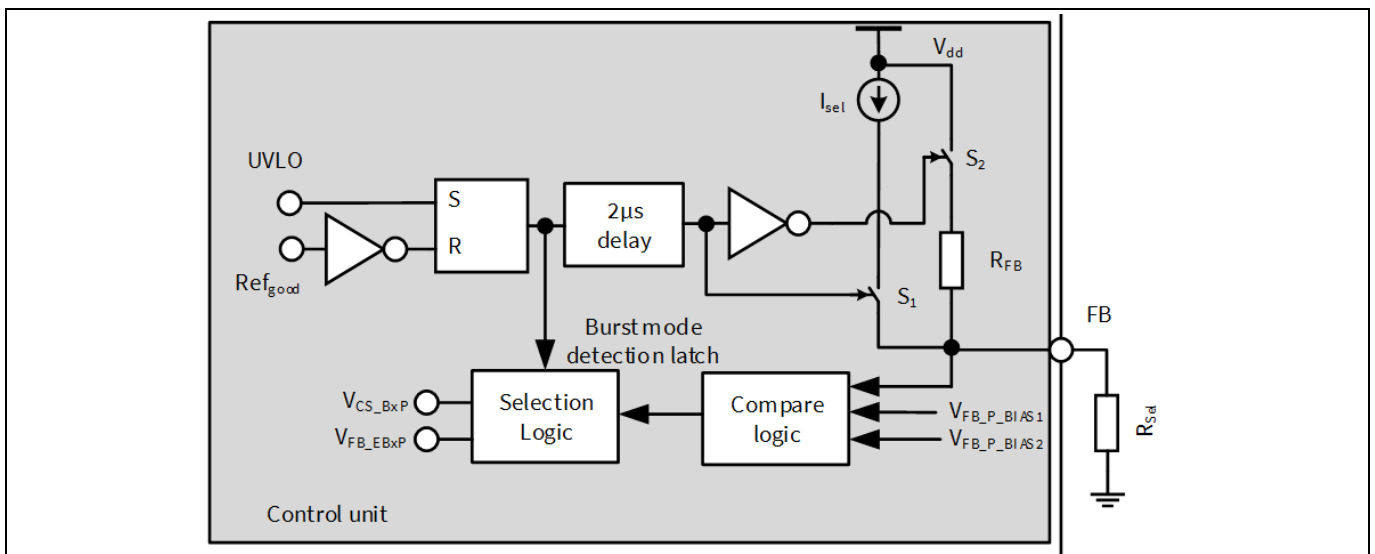 Vdd
Isel
UVLO
S
R
Refgood
2μs
delay
S2
RFB
S1
FB
Burst mode
detection latch
VCS_BxP
VFB_EBxP
Selection
Logic
Compare
logic
VFB_P_BIAS1
VFB_P_BIAS2
RSel
Control unit